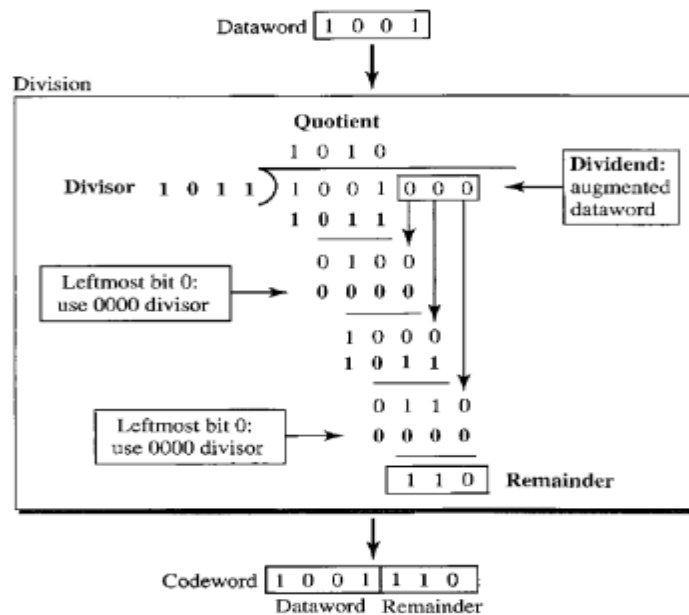 Dataword 1 0 0 1
Division
Quotient
1 0 1 0
Divisor 1 0 1 1 1 0 0 1 0 0 0
Dividend:
augmented
dataword
1 0 1 1
0 1 0 0
Leftmost bit 0:
use 0000 divisor
0 0 0 0
1 0 0 0
1 0 1 1
0 1 1 0
Leftmost bit 0:
use 0000 divisor
0 0 0 0
1 1 0 Remainder
Codeword 1 0 0 1 1 1 0
Dataword Remainder